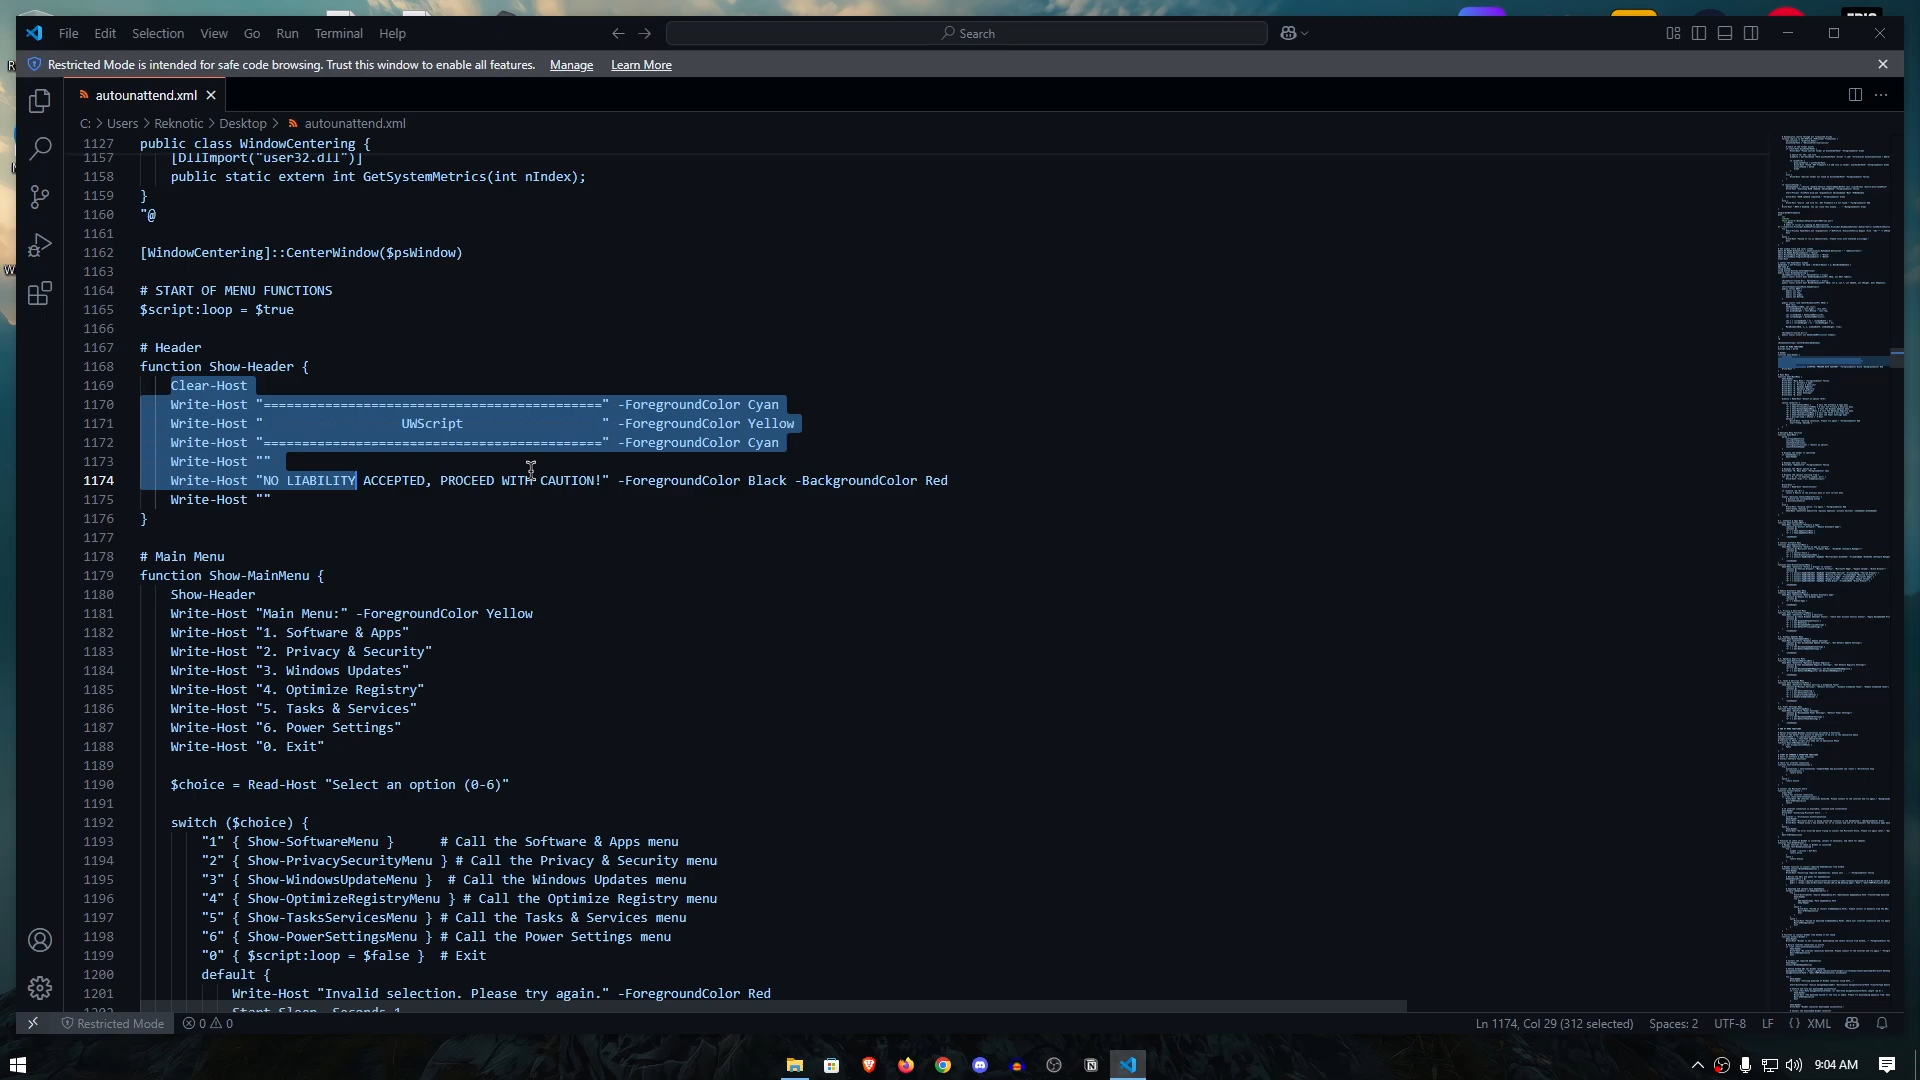 File Edit Selection View Go Run Terminal Help
Search
Restricted Mode is intended for safe code browsing. Trust this window to enable all features. Manage Learn More
autounattend.xml
C: > Users > Reknotic > Desktop > autounattend.xml
1127 public class WindowCentering {
1157 [DllImport("user32.dll")]
1158 public static extern int GetSystemMetrics(int nIndex);
1159 }
1160 "@
1161
1162 [WindowCentering]::CenterWindow($psWindow)
1163
1164 # START OF MENU FUNCTIONS
1165 $script:loop = $true
1166
1167 # Header
1168 function Show-Header {
1169 Clear-Host
1170 Write-Host "============================================" -ForegroundColor Cyan
1171 Write-Host " UWScript " -ForegroundColor Yellow
1172 Write-Host "============================================" -ForegroundColor Cyan
1173 Write-Host ""
1174 Write-Host "NO LIABILITY ACCEPTED, PROCEED WITH CAUTION!" -ForegroundColor Black -BackgroundColor Red
1175 Write-Host ""
1176 }
1177
1178 # Main Menu
1179 function Show-MainMenu {
1180 Show-Header
1181 Write-Host "Main Menu:" -ForegroundColor Yellow
1182 Write-Host "1. Software & Apps"
1183 Write-Host "2. Privacy & Security"
1184 Write-Host "3. Windows Updates"
1185 Write-Host "4. Optimize Registry"
1186 Write-Host "5. Tasks & Services"
1187 Write-Host "6. Power Settings"
1188 Write-Host "0. Exit"
1189
1190 $choice = Read-Host "Select an option (0-6)"
1191
1192 switch ($choice) {
1193 "1" { Show-SoftwareMenu } # Call the Software & Apps menu
1194 "2" { Show-PrivacySecurityMenu } # Call the Privacy & Security menu
1195 "3" { Show-WindowsUpdateMenu } # Call the Windows Updates menu
1196 "4" { Show-OptimizeRegistryMenu } # Call the Optimize Registry menu
1197 "5" { Show-TasksServicesMenu } # Call the Tasks & Services menu
1198 "6" { Show-PowerSettingsMenu } # Call the Power Settings menu
1199 "0" { $script:loop = $false } # Exit
1200 default {
1201 Write-Host "Invalid selection. Please try again." -ForegroundColor Red
1202 Start-Sleep -Seconds 1
Restricted Mode 0 0 Ln 1174, Col 29 (312 selected) Spaces: 2 UTF-8 LF {} XML
9:04 AM